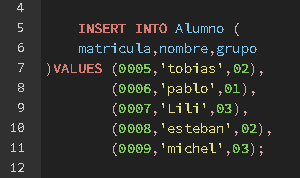 4
5 INSERT INTO Alumno (
6 matricula,nombre,grupo
7 )VALUES (0005,'tobias',02),
8 (0006,'pablo',01),
9 (0007,'Lili',03),
10 (0008,'esteban',02),
11 (0009,'michel',03);
12